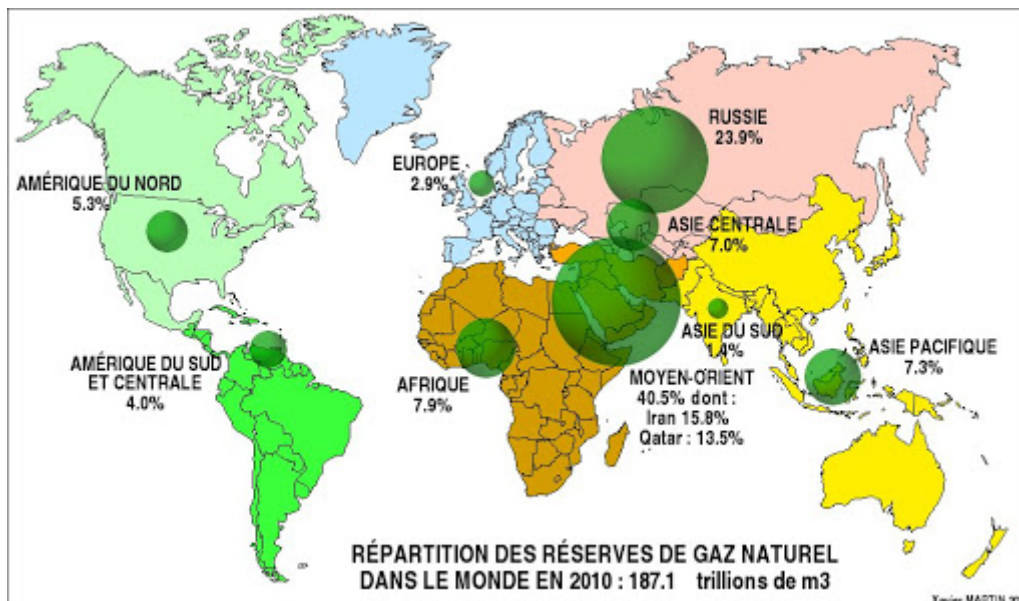 RUSSIE
23.9%
EUROPE
2.9%
AMÉRIQUE DU NORD
5.3%
ASIE CENTRALE
7.0%
ASIE DU SUD
1.4%
ASIE PACIFIQUE
7.3%
AMÉRIQUE DU SUD
ET CENTRALE
4.0%
AFRIQUE
7.9%
MOYEN-ORIENT
40.5% dont :
Iran 15.8%
Qatar : 13.5%
RÉPARTITION DES RÉSERVES DE GAZ NATUREL
DANS LE MONDE EN 2010 : 187.1 trillions de m3
Xavier MARTIN